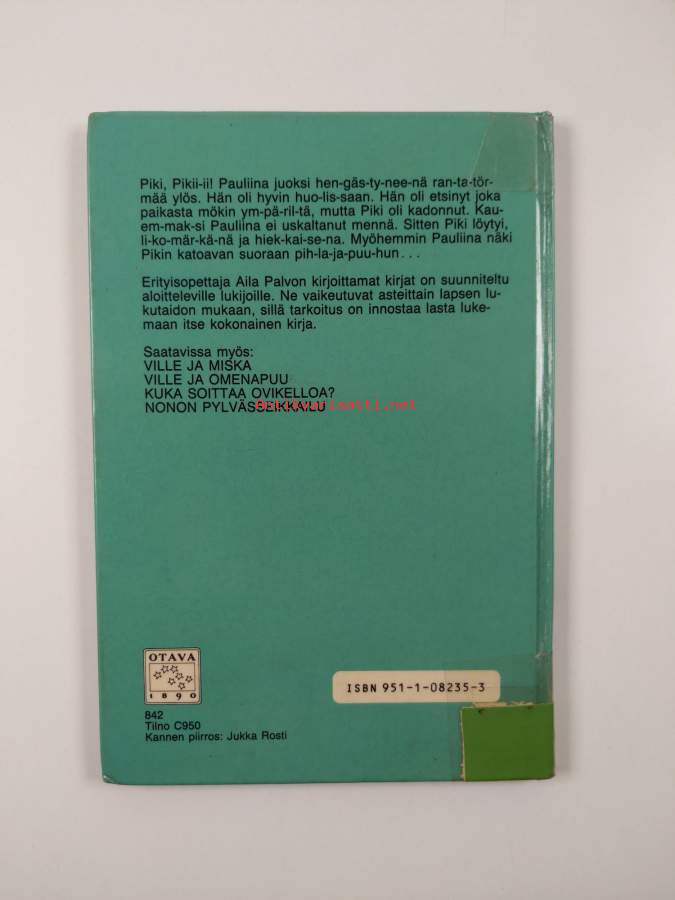 Piki, Pikii-ii! Pauliina juoksi hen-gäs-ty-nee-nä ran-ta-tör-
mää ylös. Hän oli hyvin huo-lis-saan. Hän oli etsinyt joka
paikasta mökin ym-pä-ril-tä, mutta Piki oli kadonnut. Kau-
em-mak-si Pauliina ei uskaltanut mennä. Sitten Piki löytyi,
li-ko-mär-kä-nä ja hiek-kai-se-na. Myöhemmin Pauliina näki
Pikin katoavan suoraan pih-la-ja-puu-hun...
Erityisopettaja Aila Palvon kirjoittamat kirjat on suunniteltu
aloitteleville lukijoille. Ne vaikeutuvat asteittain lapsen lu-
kutaidon mukaan, sillä tarkoitus on innostaa lasta luke-
maan itse kokonainen kirja.
Saatavissa myös:
VILLE JA MISKA
VILLE JA OMENAPUU
KUKA SOITTAA OVIKELLOA?
NONON PYLVÄSSEIKKAILU
Antikvarisatti.net
OTAVA
1890
ISBN 951-1-08235-3
842
Tilno C950
Kannen piirros: Jukka Rosti